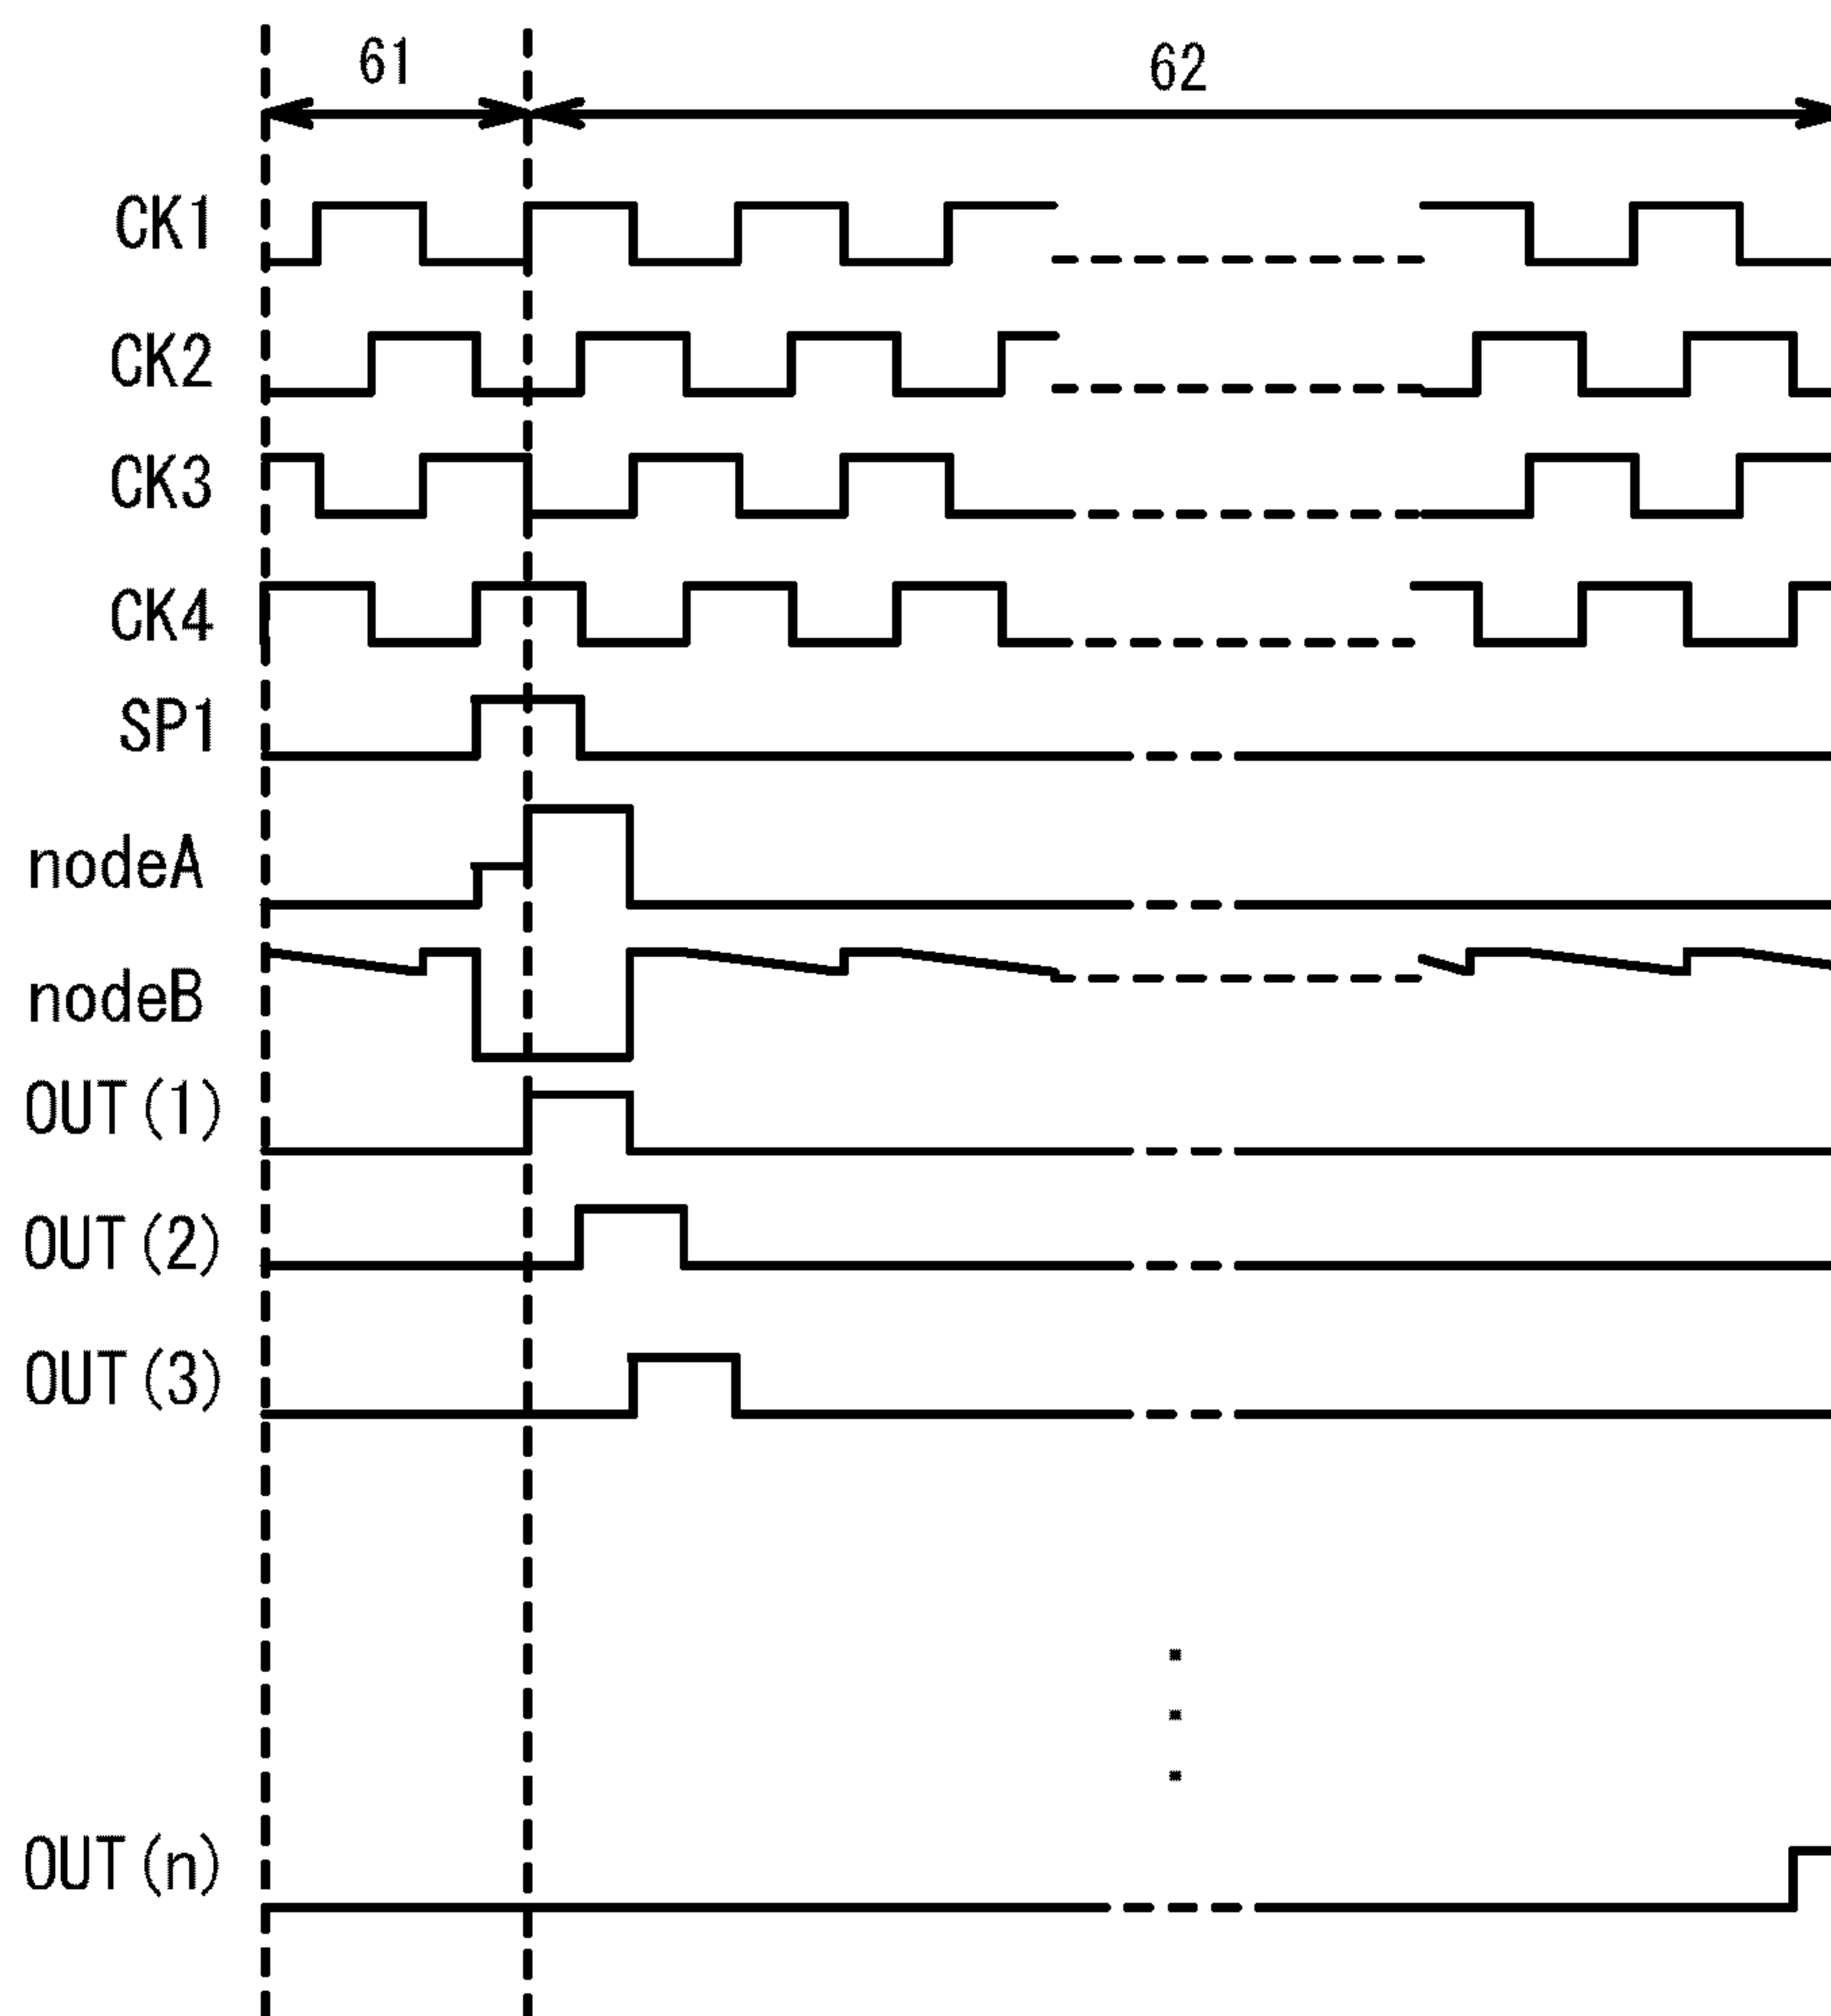 61 62
CK1
CK2
CK3
CK4
SP1
nodeA
nodeB
OUT(1)
OUT(2)
OUT(3)
OUT(n)